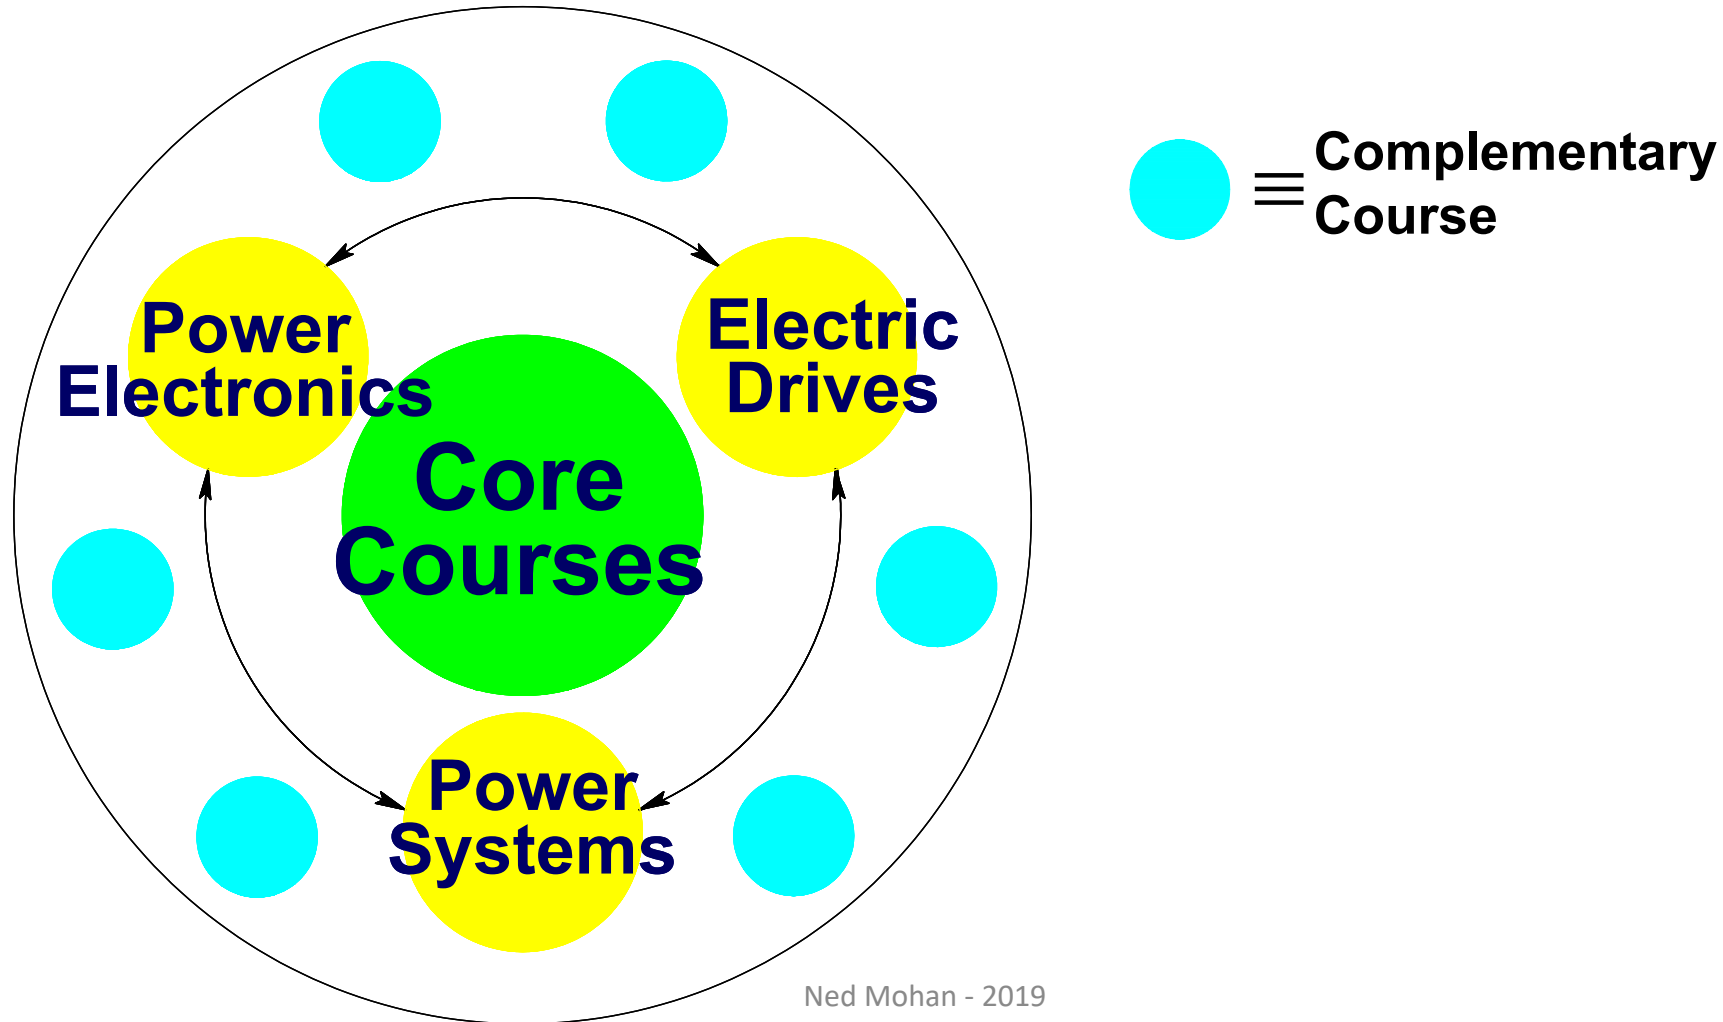 Power
Electronics
Electric
Drives
Core
Courses
Power
Systems
≡ Complementary
Course
Ned Mohan - 2019